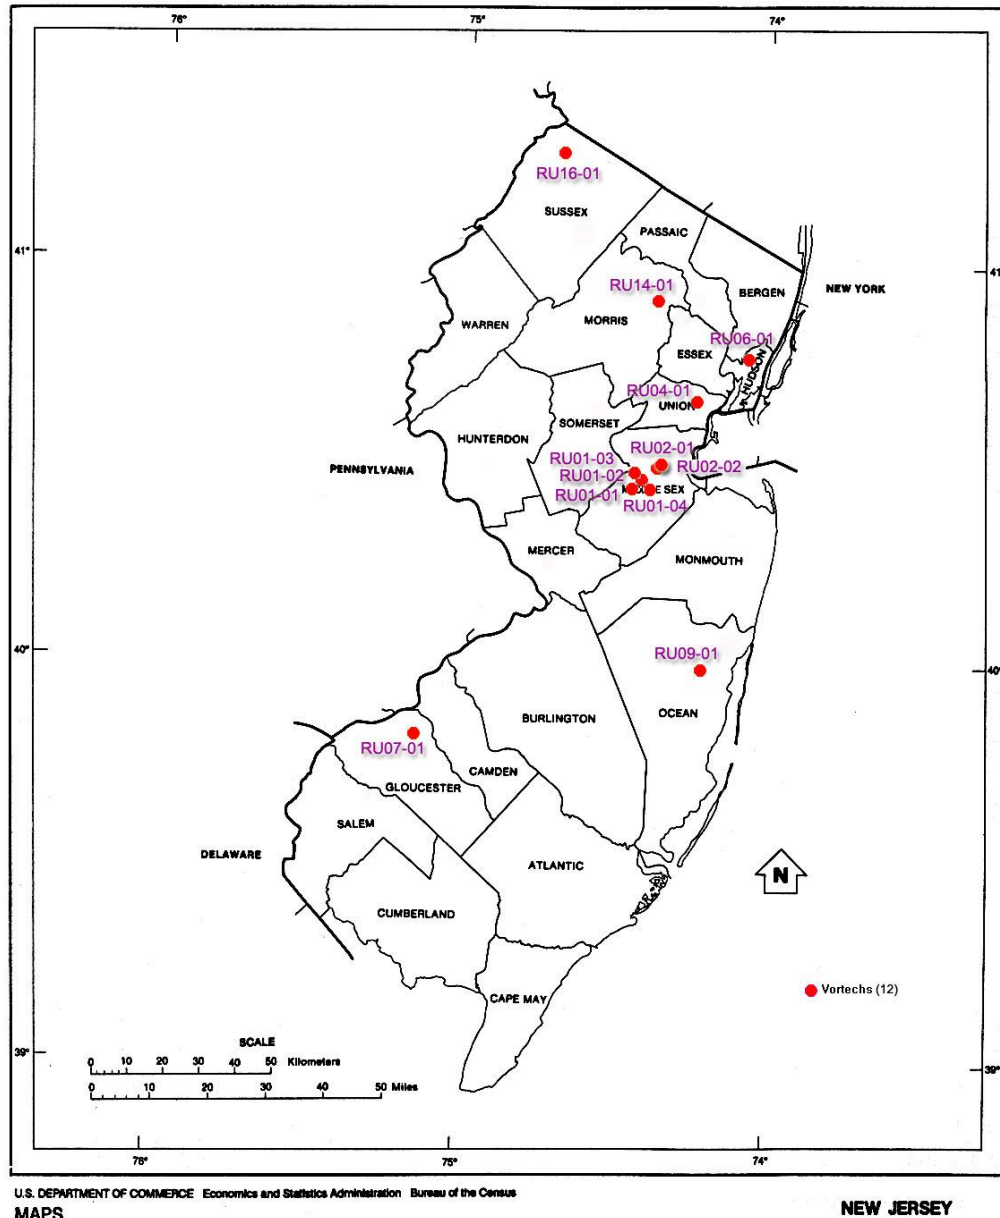 76° 75° 74°
RU16-01
SUSSEX
PASSAIC
41°
41°
RU14-01
BERGEN
NEW YORK
MORRIS
WARREN
RU06-01
ESSEX
HUDSON
RU04-01
UNION
SOMERSET
HUNTERDON
RU02-01
PENNSYLVANIA
RU01-03
RU02-02
RU01-02
RU01-01
RU01-04
MERCER
MONMOUTH
40°
RU09-01
40°
OCEAN
BURLINGTON
RU07-01
CAMDEN
GLOUCESTER
SALEM
DELAWARE
ATLANTIC
N
CUMBERLAND
Vortechs (12)
CAPE MAY
SCALE
39°
0 10 20 30 40 50 Kilometers
39°
0 10 20 30 40 50 Miles
75° 74°
U.S. DEPARTMENT OF COMMERCE Economics and Statistics Administration Bureau of the Census
MAPS
NEW JERSEY